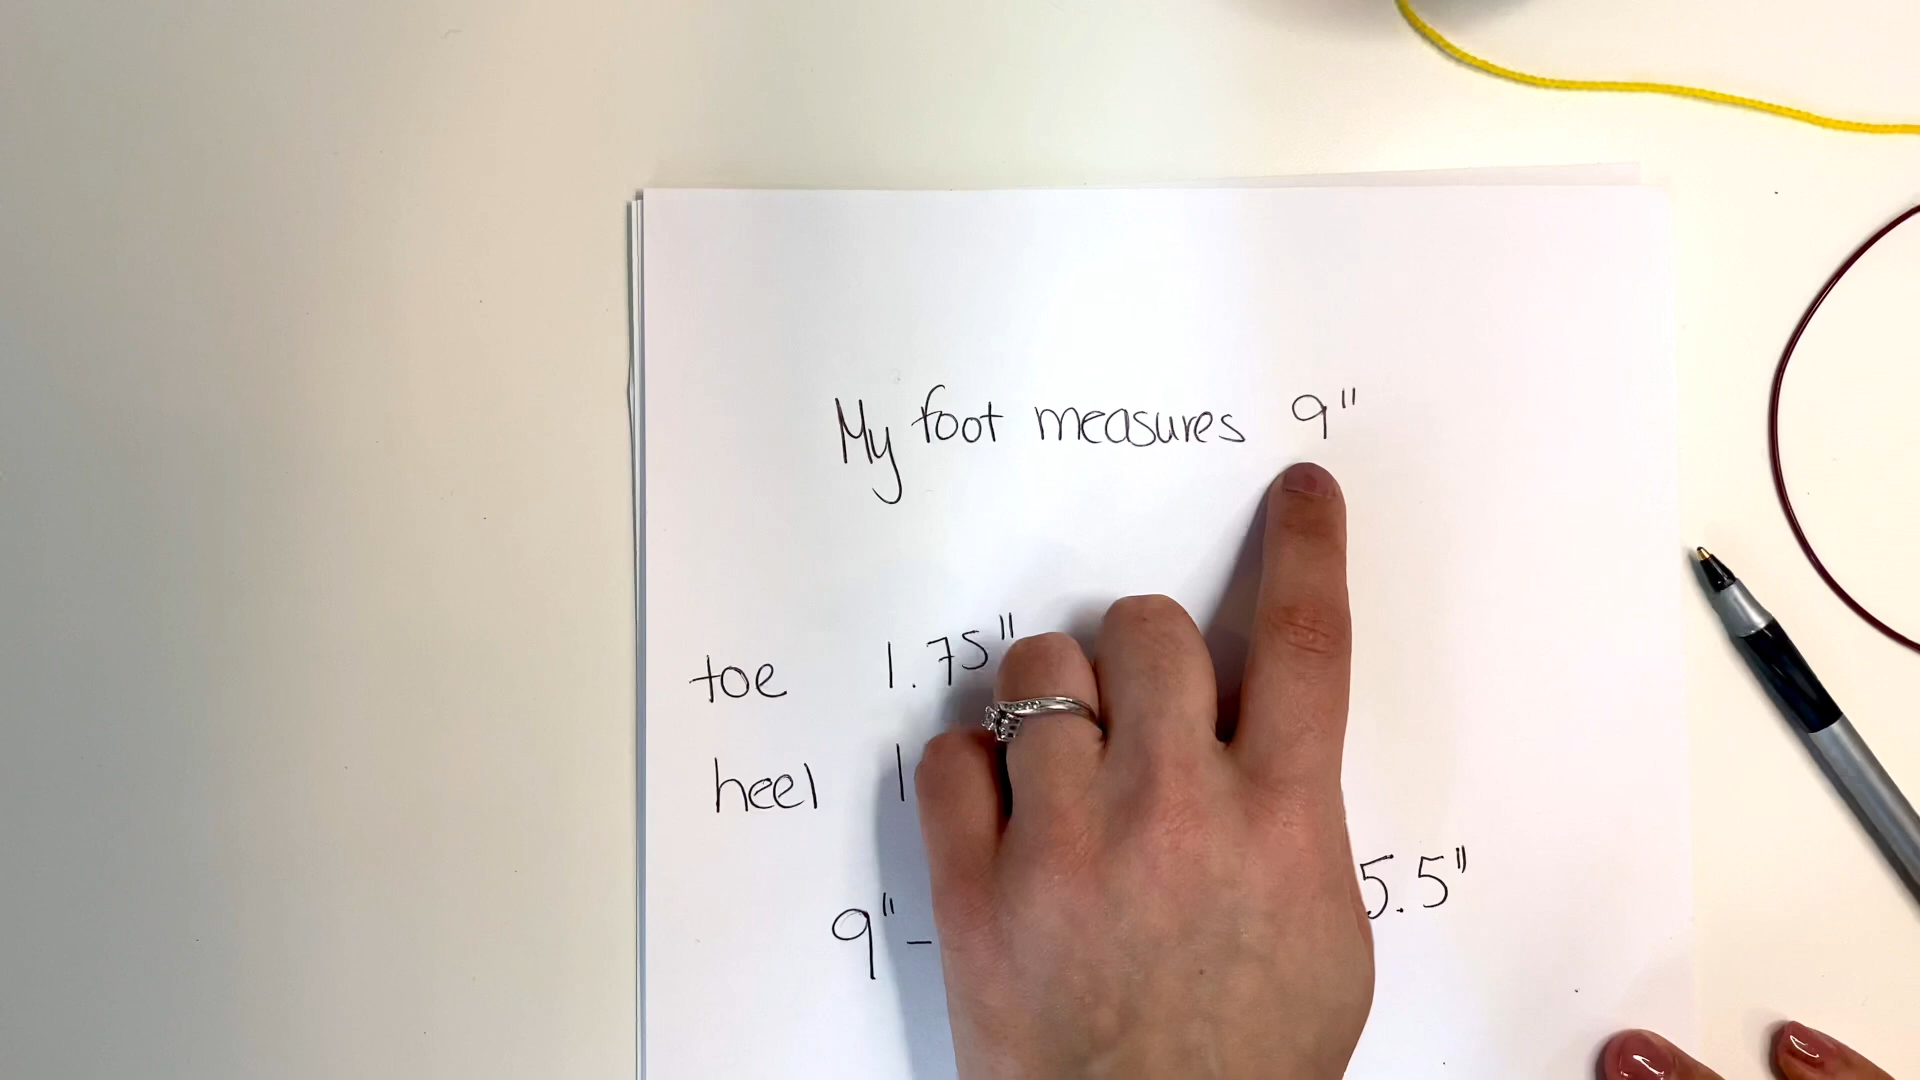 My foot measures 9"
toe 1.75"
heel 1
9" - 5.5"